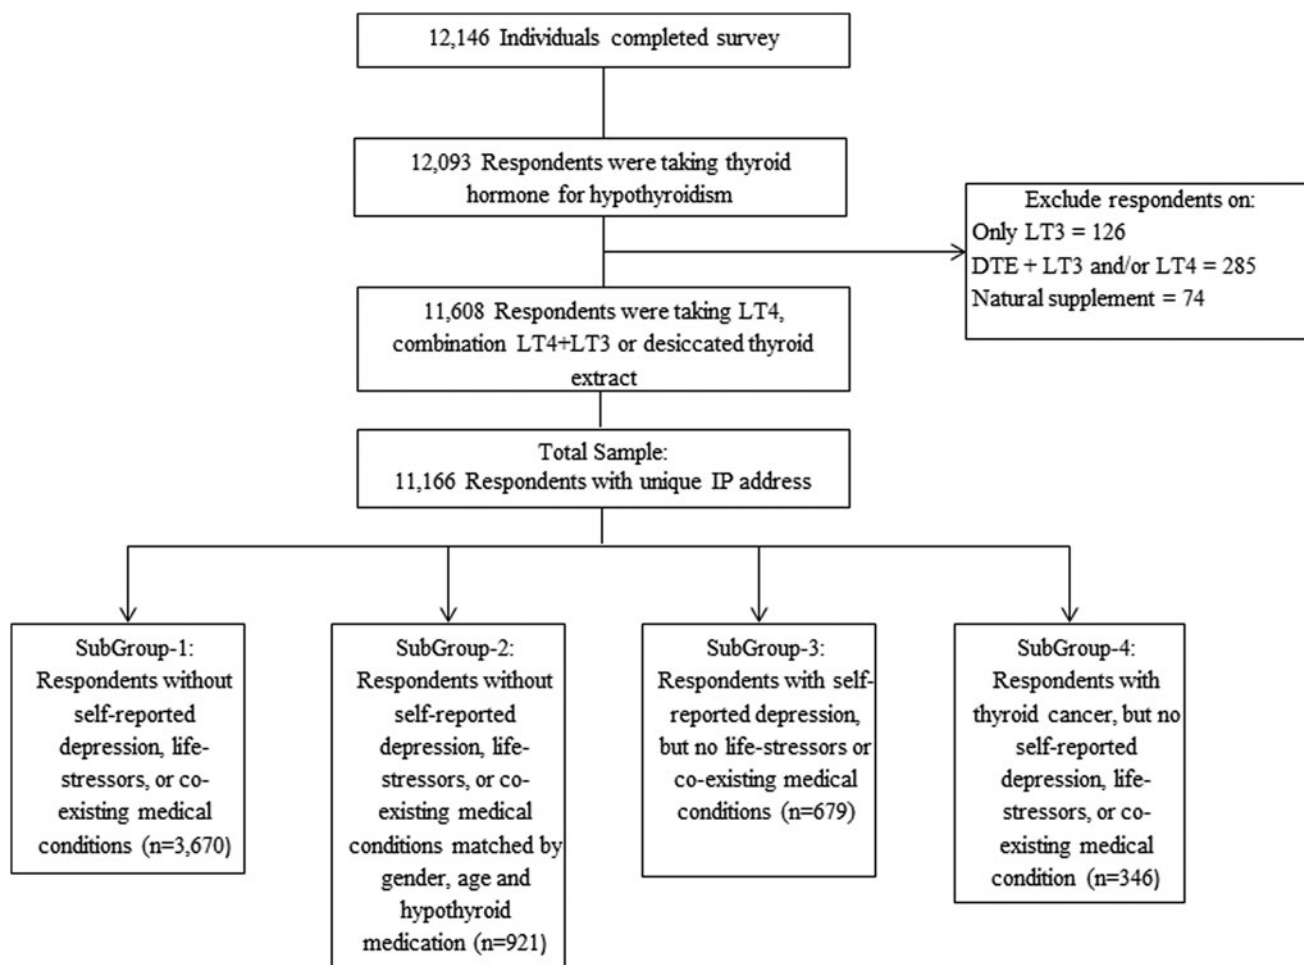 12,146 Individuals completed survey
12,093 Respondents were taking thyroid
hormone for hypothyroidism
Exclude respondents on:
Only LT3 = 126
DTE + LT3 and/or LT4 = 285
Natural supplement = 74
11,608 Respondents were taking LT4,
combination LT4+LT3 or desiccated thyroid
extract
Total Sample:
11,166 Respondents with unique IP address
SubGroup-1:
Respondents without
self-reported
depression, life-
stressors, or co-
existing medical
conditions (n=3,670)
SubGroup-2:
Respondents without
self-reported
depression, life-
stressors, or co-
existing medical
conditions matched by
gender, age and
hypothyroid
medication (n=921)
SubGroup-3:
Respondents with self-
reported depression,
but no life-stressors or
co-existing medical
conditions (n=679)
SubGroup-4:
Respondents with
thyroid cancer, but no
self-reported
depression, life-
stressors, or co-
existing medical
condition (n=346)